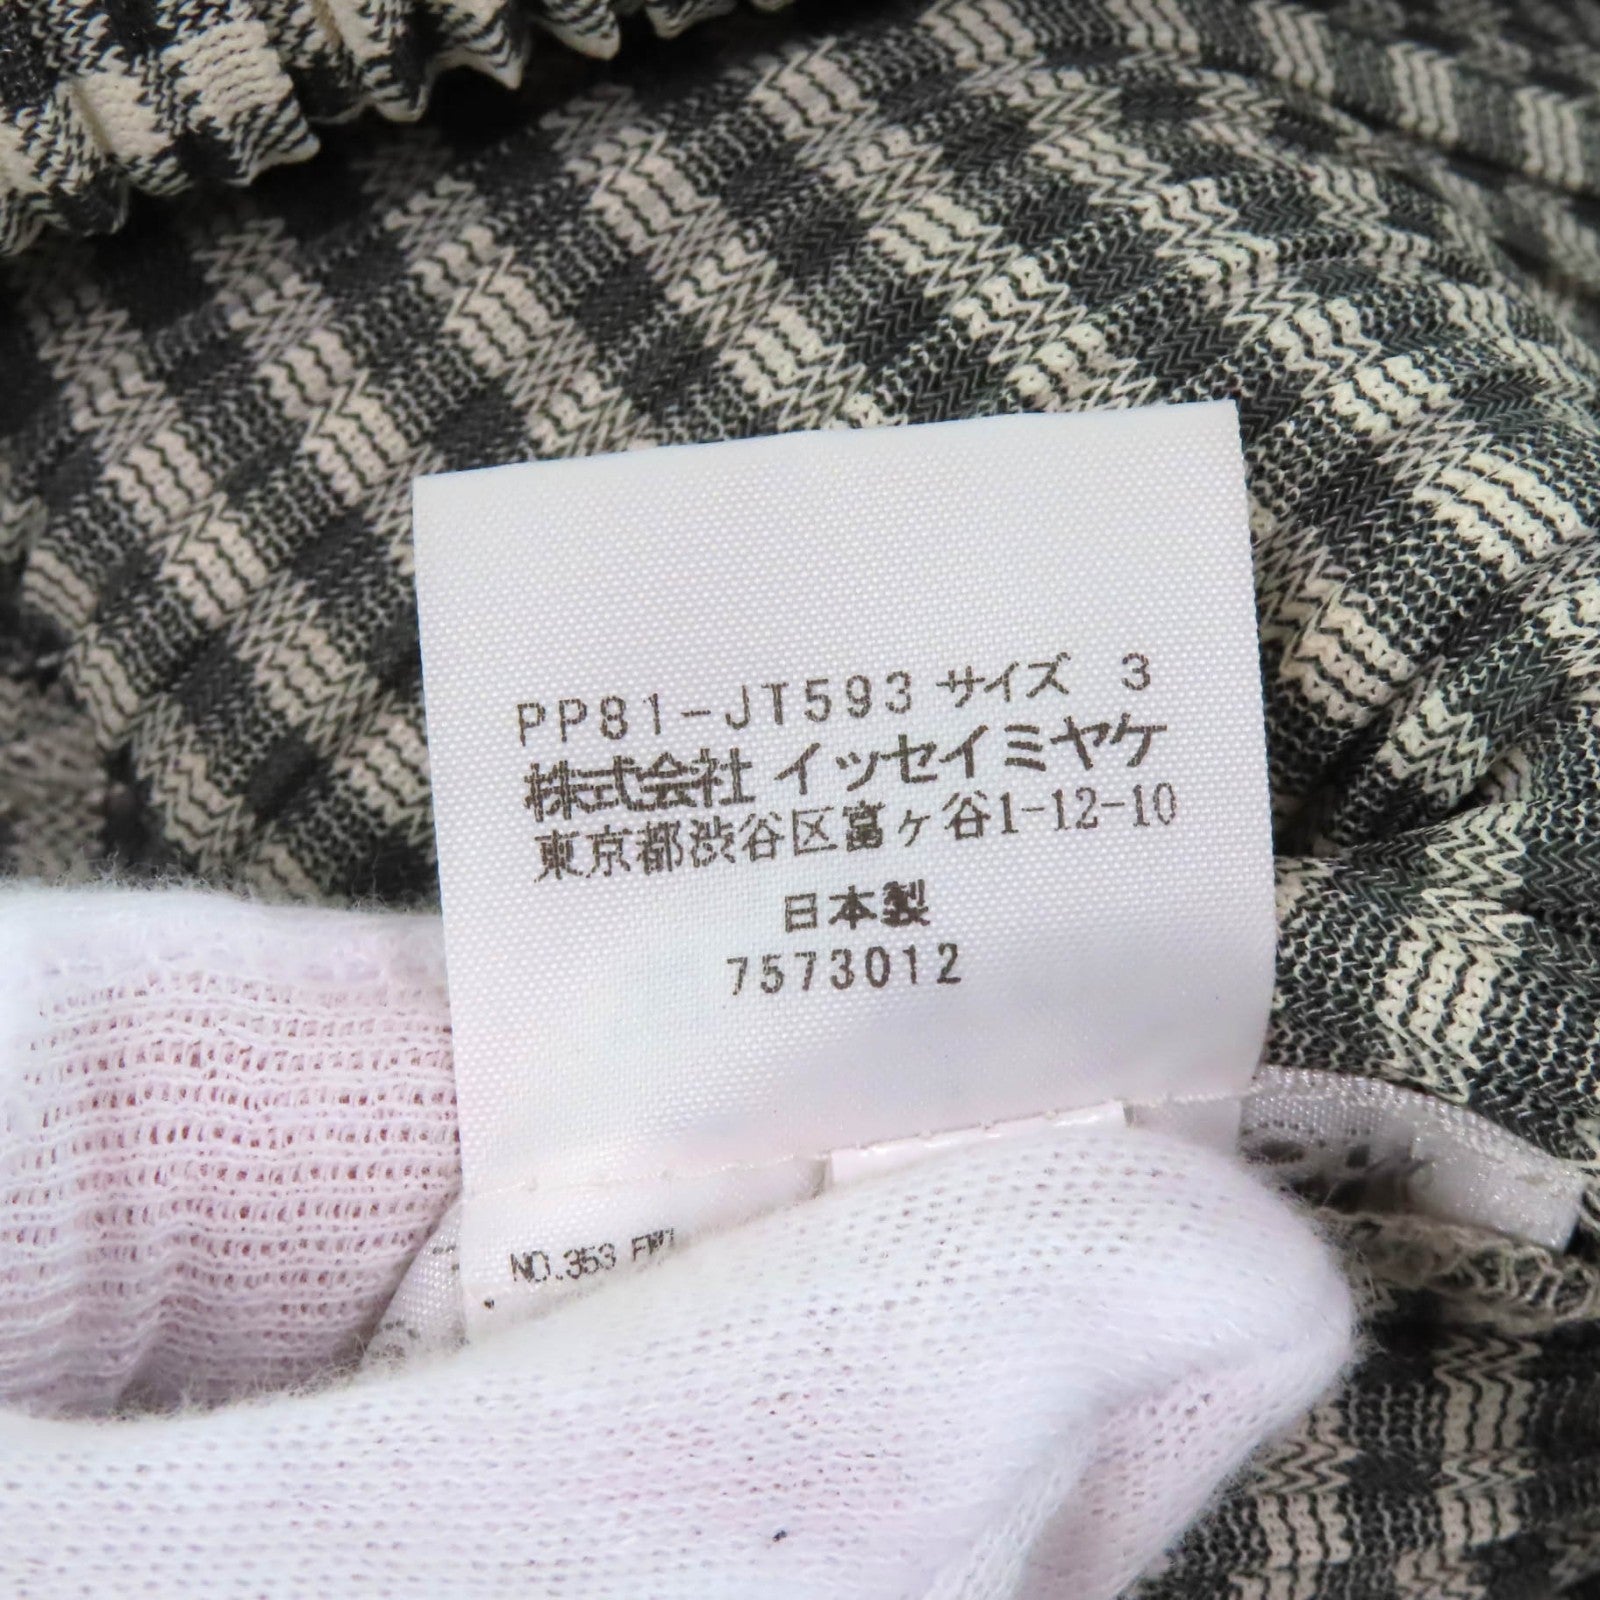 PP81-JT593 サイズ 3
株式会社 イッセイミヤケ
東京都渋谷区富ヶ谷1-12-10
日本製
7573012
NO.353